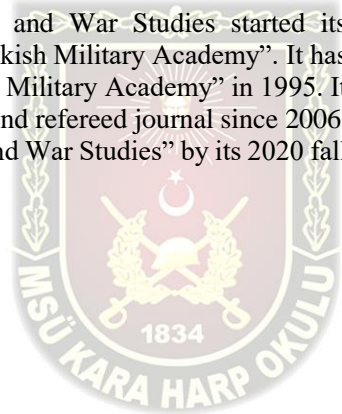 and War Studies started its
kish Military Academy”. It has
Military Academy” in 1995. It
nd refereed journal since 2006
nd War Studies” by its 2020 fall
1834
MSÜ KARA HARP OKULU